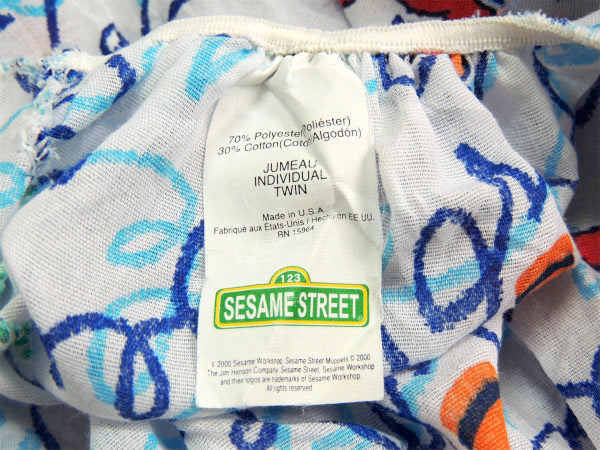 70% Polyester(poliéster)
30% Cotton(Coton/Algodón)
JUMEAU
INDIVIDUAL
TWIN
Made in U.S.A.
Fabriqué aux États-Unis / Hecho en EE.UU.
RN 15964
123
SESAME STREET
© 2000 Sesame Workshop. Sesame Street Muppets © 2000
The Jim Henson Company. Sesame Street, Sesame Workshop
and their logos are trademarks of Sesame Workshop.
All rights reserved.